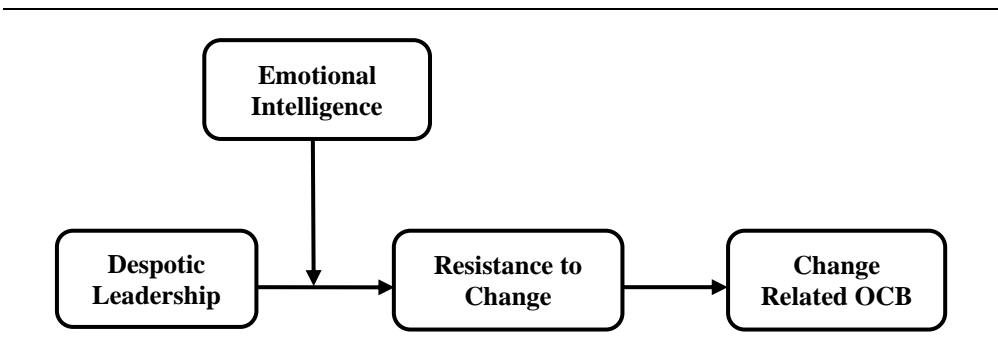 Emotional
Intelligence
Despotic
Leadership
Resistance to
Change
Change
Related OCB